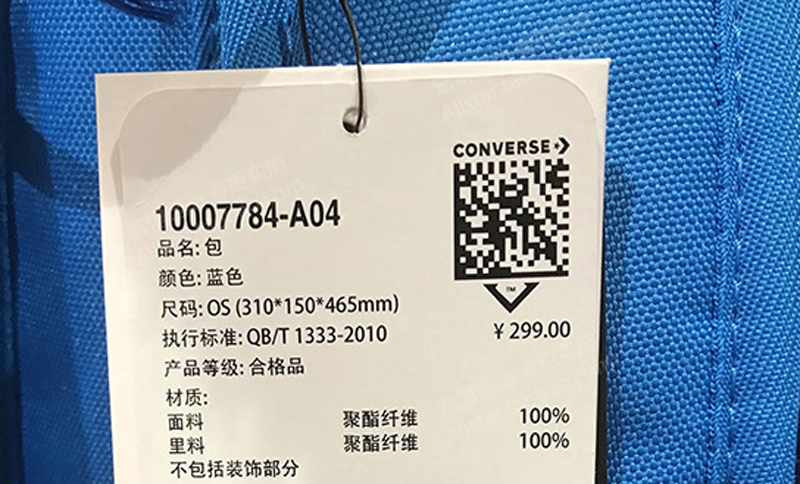 CONVERSE
10007784-A04
品名: 包
颜色: 蓝色
尺码: OS (310*150*465mm)
TM
执行标准: QB/T 1333-2010
¥ 299.00
产品等级: 合格品
材质:
面料 聚酯纤维 100%
里料 聚酯纤维 100%
不包括装饰部分